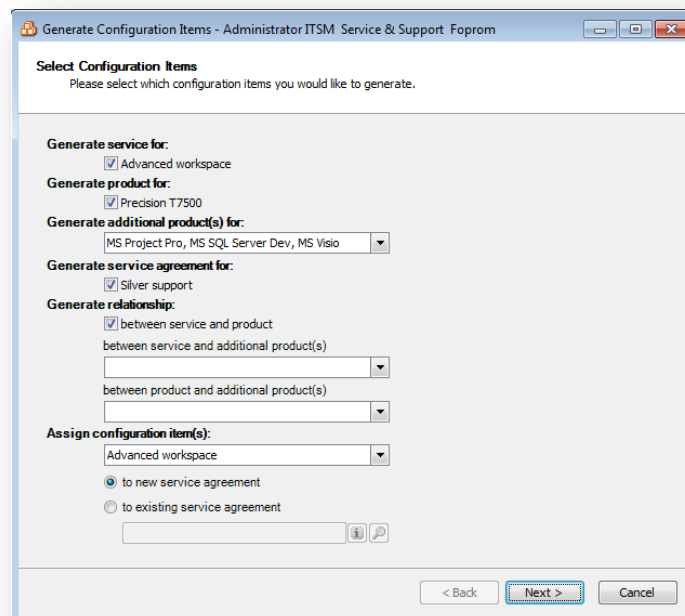 Generate Configuration Items - Administrator ITSM Service & Support Foprom
Select Configuration Items
Please select which configuration items you would like to generate.
Generate service for:
Advanced workspace
Generate product for:
Precision T7500
Generate additional product(s) for:
MS Project Pro, MS SQL Server Dev, MS Visio
Generate service agreement for:
Silver support
Generate relationship:
between service and product
between service and additional product(s)
between product and additional product(s)
Assign configuration item(s):
Advanced workspace
to new service agreement
to existing service agreement
< Back Next > Cancel